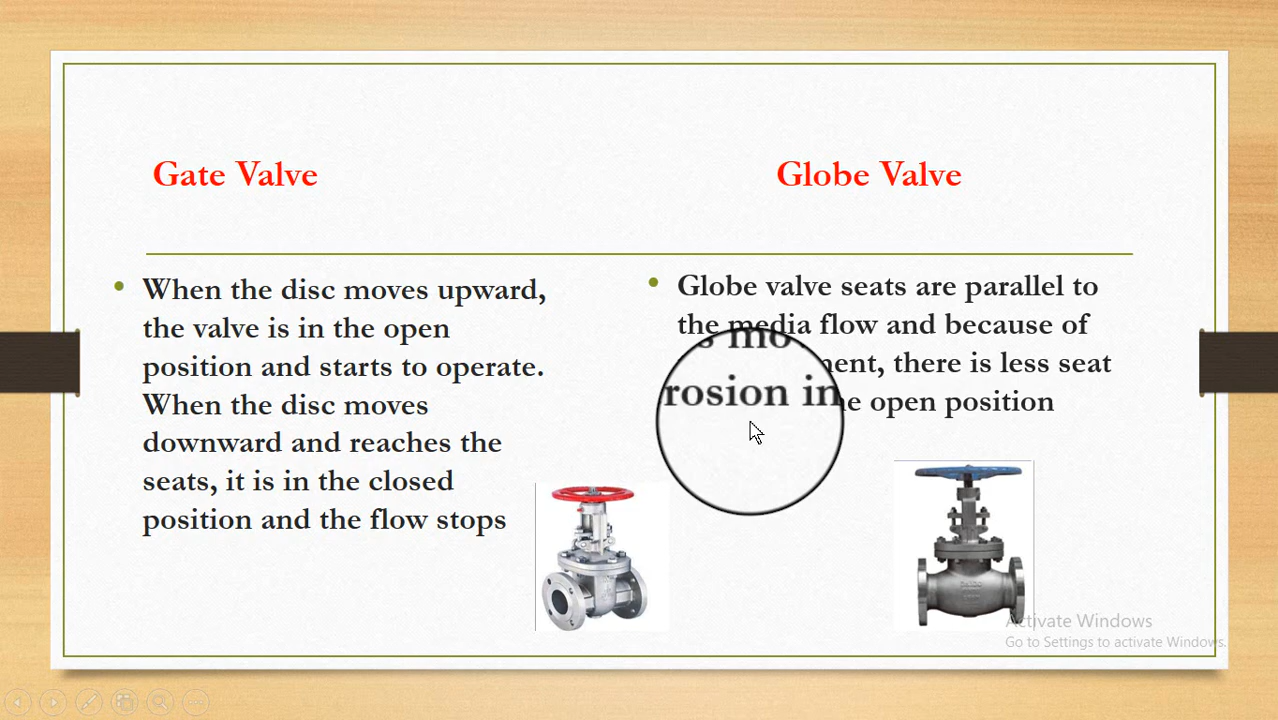 Gate Valve
Globe Valve
• When the disc moves upward,
the valve is in the open
position and starts to operate.
When the disc moves
downward and reaches the
seats, it is in the closed
position and the flow stops
• Globe valve seats are parallel to
the media flow and because of
there is less seat
rosion in
open position
Activate Windows
Go to Settings to activate Windows.